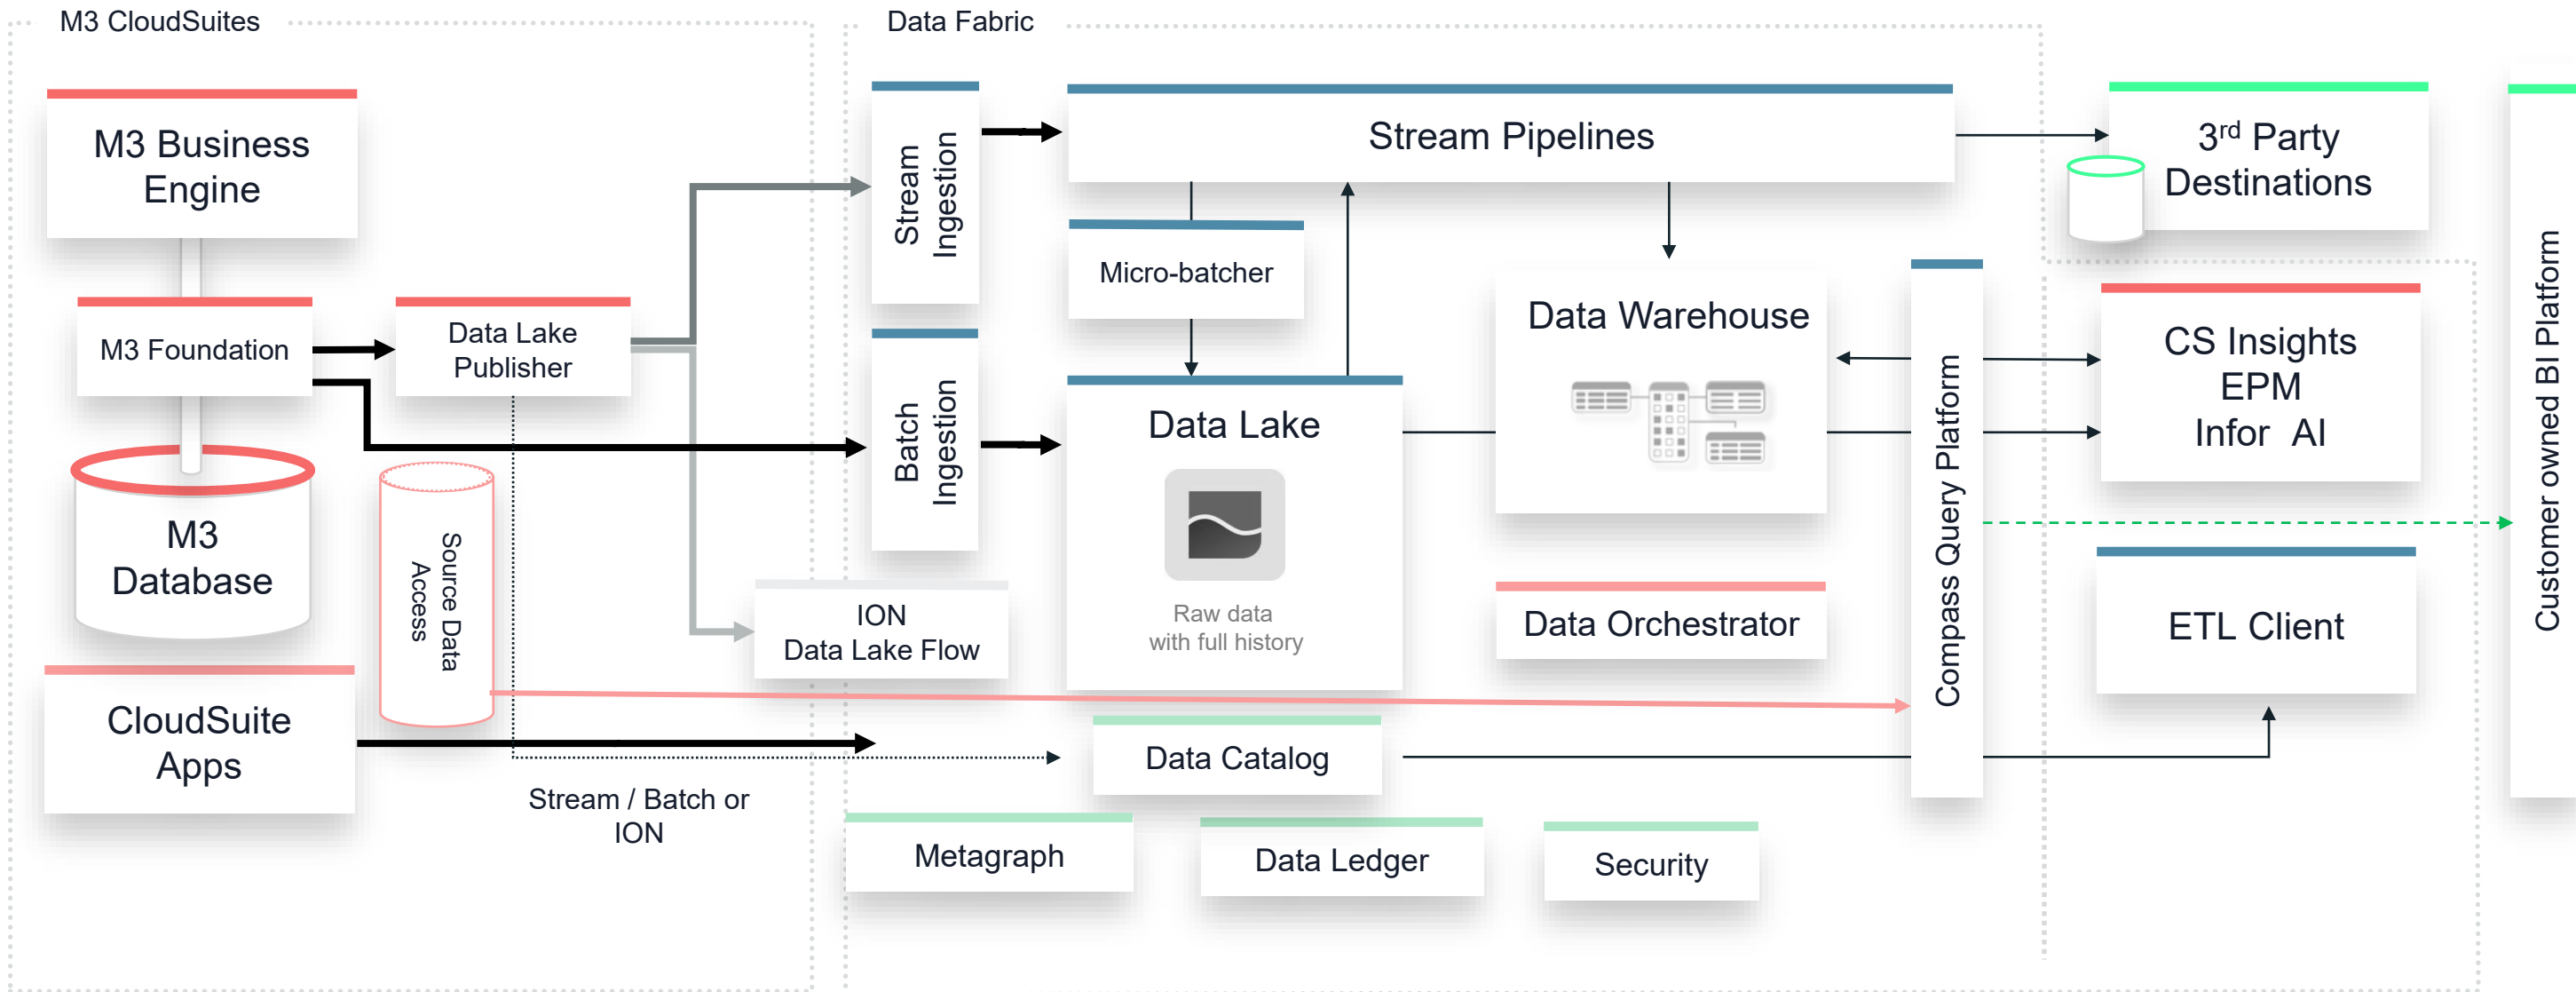 M3 CloudSuites
Data Fabric
M3 Business
Engine
M3 Foundation
Data Lake
Publisher
M3
Database
Source Data
Access
CloudSuite
Apps
Stream / Batch or
ION
Stream
Ingestion
Batch
Ingestion
ION
Data Lake Flow
Stream Pipelines
Micro-batcher
Data Lake
Raw data
with full history
Data Warehouse
Data Orchestrator
Data Catalog
Metagraph
Data Ledger
Security
Compass Query Platform
3rd Party
Destinations
CS Insights
EPM
Infor AI
ETL Client
Customer owned BI Platform